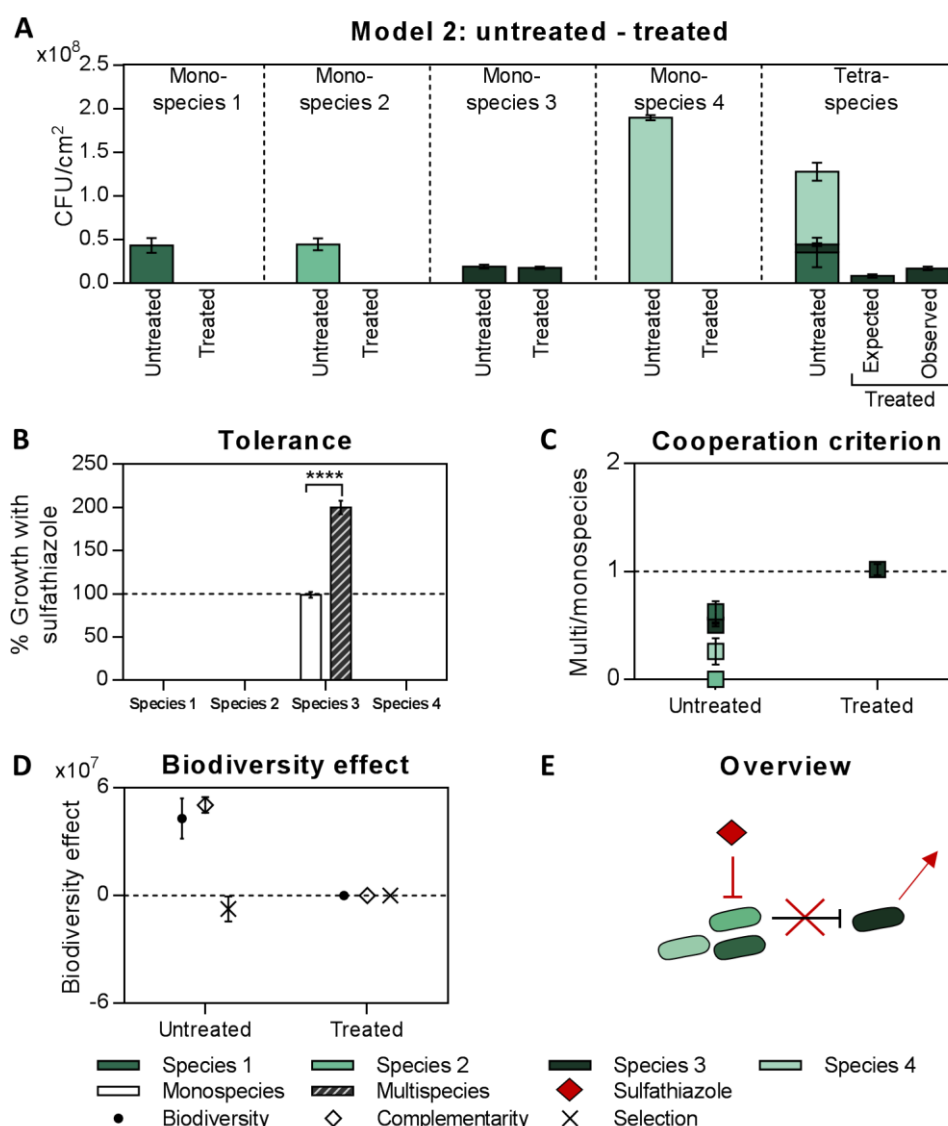 A
Model 2: untreated - treated
x10⁸
CFU/cm²
2.5
2.0
1.5
1.0
0.5
0.0
Mono-
species 1
Mono-
species 2
Mono-
species 3
Mono-
species 4
Tetra-
species
Untreated
Treated
Untreated
Treated
Untreated
Treated
Untreated
Treated
Untreated
Expected
Observed
Treated
B
Tolerance
% Growth with
sulfathiazole
250
200
150
100
50
0
****
Species 1
Species 2
Species 3
Species 4
C
Cooperation criterion
Multi/monospecies
2
1
0
Untreated
Treated
D
x10⁷
Biodiversity effect
Biodiversity effect
6
0
-6
Untreated
Treated
E
Overview
Species 1
Species 2
Species 3
Species 4
Monospecies
Multispecies
Sulfathiazole
Biodiversity
Complementarity
Selection